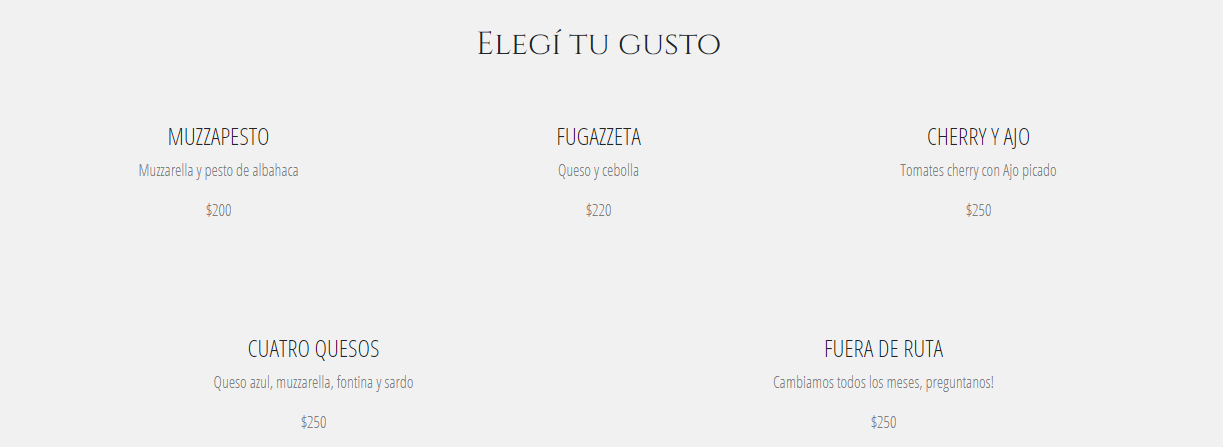 Elegí tu gusto
MUZZAPESTO
Muzzarella y pesto de albahaca
$200
FUGAZZETA
Queso y cebolla
$220
CHERRY Y AJO
Tomates cherry con Ajo picado
$250
CUATRO QUESOS
Queso azul, muzzarella, fontina y sardo
$250
FUERA DE RUTA
Cambiamos todos los meses, preguntanos!
$250